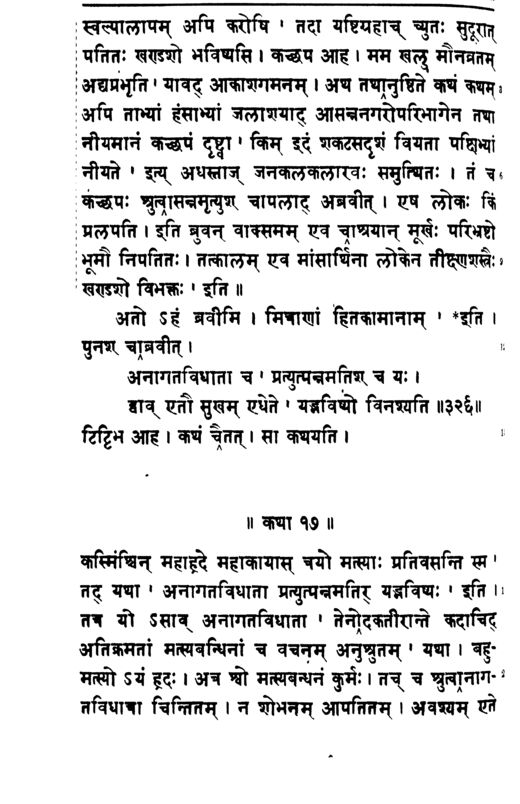 स्वल्पालापम् अपि करोषि ' तदा यष्टियहाच् च्युतः सुदूरात्
पतितः खण्डशो भविष्यसि । कच्छप आह । मम खलु मौनव्रतम्
अद्यप्रभृति ' यावद् आकाशगमनम् । अथ तथानुष्ठिते कथं कथम्
अपि ताभ्यां हंसाभ्यां जलाशयाद् आसन्ननगरोपरिभागेन तथा
नीयमानं कच्छपं दृष्ट्वा ' किम् इदं शकटसदृशं वियता पक्षिभ्यां
नीयते ' इत्य् अधस्ताज् जनकलकलारवः समुत्थितः । तं च
कच्छपः श्रुत्वासन्नमृत्युश् चापलाद् अब्रवीत् । एष लोकः किं
प्रलपति । इति ब्रुवन् वाक्समम् एव चाश्रयान् मूर्खः परिभ्रष्टो
भूमौ निपतितः । तत्कालम् एव मांसार्थिना लोकेन तीक्ष्णशस्त्रैः
खण्डशो विभक्तः ' इति ॥
अतो ऽहं ब्रवीमि । मित्राणां हितकामानाम् ' *इति ।
पुनश् चाब्रवीत् ।
अनागतविधाता च ' प्रत्युत्पन्नमतिश् च यः ।
द्वाव् एतौ सुखम् एधेते ' यद्भविष्यो विनश्यति ॥३२६॥
टिट्टिभ आह । कथं चैतत् । सा कथयति ।
॥ कथा १७ ॥
कस्मिंश्चिन् महाह्रदे महाकायास् त्रयो मत्स्याः प्रतिवसन्ति स्म '
तद् यथा ' अनागतविधाता प्रत्युत्पन्नमतिर् यद्भविष्यः ' इति ।
तत्र यो ऽसाव् अनागतविधाता ' तेनोदकतीरान्ते कदाचिद्
अतिक्रमतां मत्स्यबन्धिनां च वचनम् अनुश्रुतम् ' यथा । बहु-
मत्स्यो ऽयं ह्रदः । अत्र श्वो मत्स्यबन्धनं कुर्मः । तच् च श्रुत्वानाग-
तविधात्रा चिन्तितम् । न शोभनम् आपतितम् । अवश्यम् एते